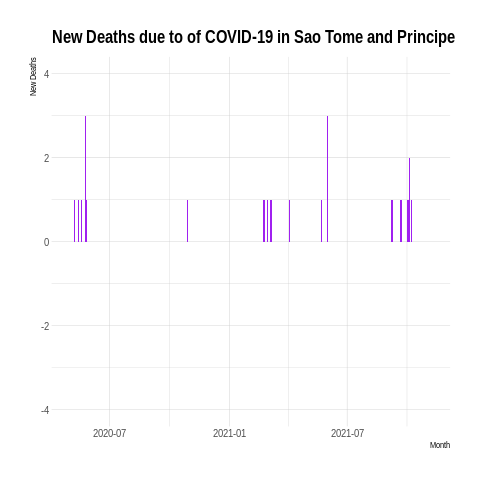 New Deaths due to of COVID-19 in Sao Tome and Principe
New Deaths
4
2
0
-2
-4
2020-07
2021-01
2021-07
Month